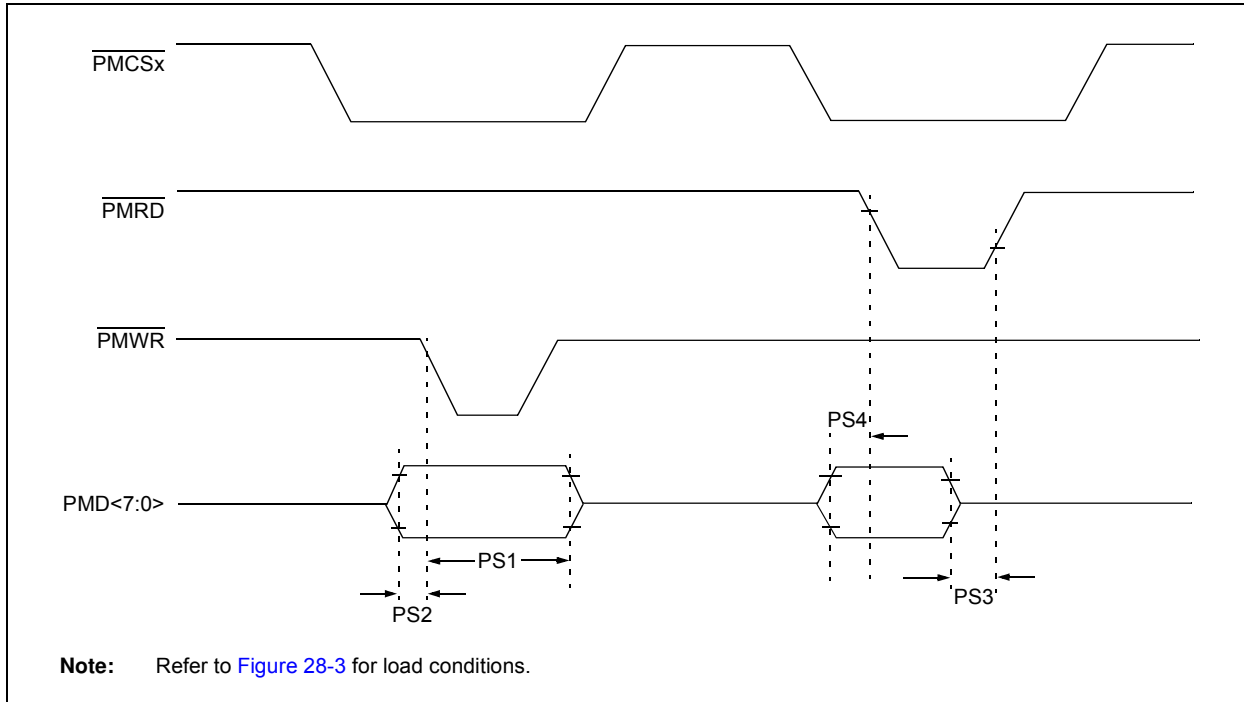 PMCSx
PMRD
PMWR
PS4
PMD<7:0>
PS1
PS3
PS2
Note: Refer to Figure 28-3 for load conditions.